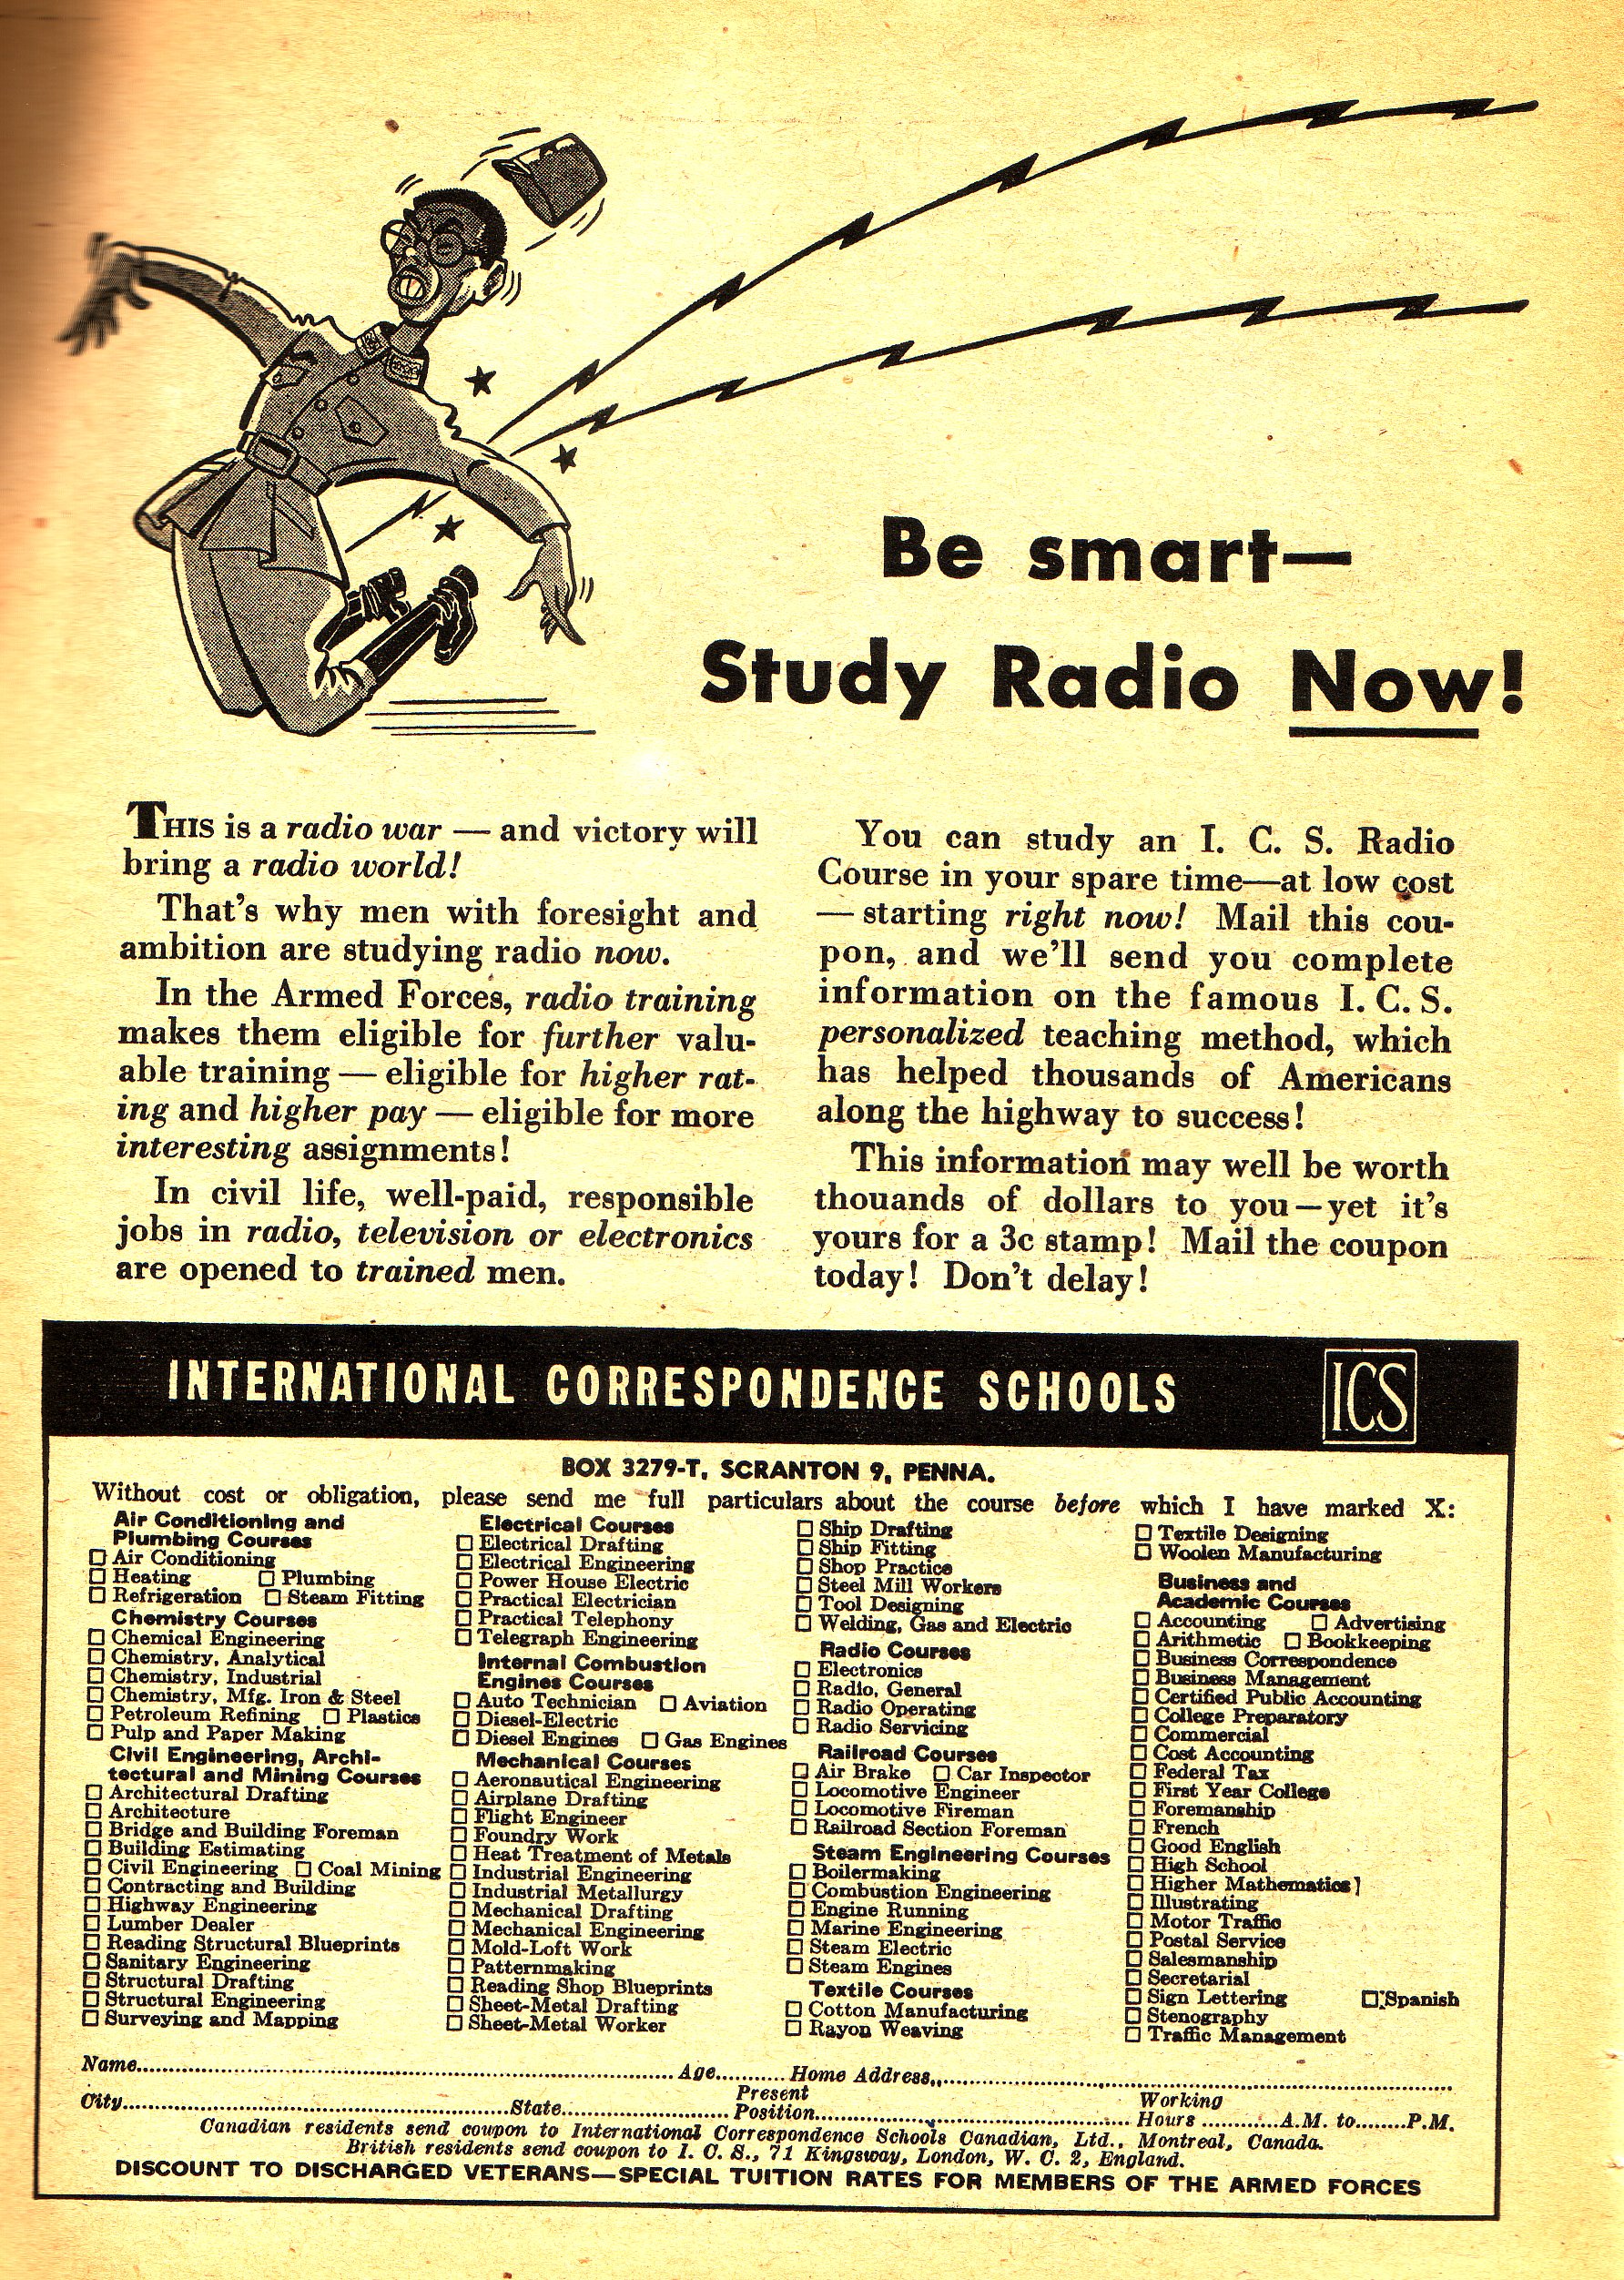 Be smart—
Study Radio Now!
THIS is a radio war — and victory will
bring a radio world!
That's why men with foresight and
ambition are studying radio now.
In the Armed Forces, radio training
makes them eligible for further valu-
able training — eligible for higher rat-
ing and higher pay — eligible for more
interesting assignments!
In civil life, well-paid, responsible
jobs in radio, television or electronics
are opened to trained men.
You can study an I. C. S. Radio
Course in your spare time—at low cost
— starting right now! Mail this cou-
pon, and we'll send you complete
information on the famous I. C. S.
personalized teaching method, which
has helped thousands of Americans
along the highway to success!
This information may well be worth
thouands of dollars to you—yet it's
yours for a 3c stamp! Mail the coupon
today! Don't delay!
INTERNATIONAL CORRESPONDENCE SCHOOLS
I.C.S
BOX 3279-T, SCRANTON 9, PENNA.
Without cost or obligation, please send me full particulars about the course before which I have marked X:
Air Conditioning and
Plumbing Courses
☐ Air Conditioning
☐ Heating ☐ Plumbing
☐ Refrigeration ☐ Steam Fitting
Chemistry Courses
☐ Chemical Engineering
☐ Chemistry, Analytical
☐ Chemistry, Industrial
☐ Chemistry, Mfg. Iron & Steel
☐ Petroleum Refining ☐ Plastics
☐ Pulp and Paper Making
Civil Engineering, Archi-
tectural and Mining Courses
☐ Architectural Drafting
☐ Architecture
☐ Bridge and Building Foreman
☐ Building Estimating
☐ Civil Engineering ☐ Coal Mining
☐ Contracting and Building
☐ Highway Engineering
☐ Lumber Dealer
☐ Reading Structural Blueprints
☐ Sanitary Engineering
☐ Structural Drafting
☐ Structural Engineering
☐ Surveying and Mapping
Electrical Courses
☐ Electrical Drafting
☐ Electrical Engineering
☐ Power House Electric
☐ Practical Electrician
☐ Practical Telephony
☐ Telegraph Engineering
Internal Combustion
Engines Courses
☐ Auto Technician ☐ Aviation
☐ Diesel-Electric
☐ Diesel Engines ☐ Gas Engines
Mechanical Courses
☐ Aeronautical Engineering
☐ Airplane Drafting
☐ Flight Engineer
☐ Foundry Work
☐ Heat Treatment of Metals
☐ Industrial Engineering
☐ Industrial Metallurgy
☐ Mechanical Drafting
☐ Mechanical Engineering
☐ Mold-Loft Work
☐ Patternmaking
☐ Reading Shop Blueprints
☐ Sheet-Metal Drafting
☐ Sheet-Metal Worker
☐ Ship Drafting
☐ Ship Fitting
☐ Shop Practice
☐ Steel Mill Workers
☐ Tool Designing
☐ Welding, Gas and Electric
Radio Courses
☐ Electronics
☐ Radio, General
☐ Radio Operating
☐ Radio Servicing
Railroad Courses
☐ Air Brake ☐ Car Inspector
☐ Locomotive Engineer
☐ Locomotive Fireman
☐ Railroad Section Foreman
Steam Engineering Courses
☐ Boilermaking
☐ Combustion Engineering
☐ Engine Running
☐ Marine Engineering
☐ Steam Electric
☐ Steam Engines
Textile Courses
☐ Cotton Manufacturing
☐ Rayon Weaving
☐ Textile Designing
☐ Woolen Manufacturing
Business and
Academic Courses
☐ Accounting ☐ Advertising
☐ Arithmetic ☐ Bookkeeping
☐ Business Correspondence
☐ Business Management
☐ Certified Public Accounting
☐ College Preparatory
☐ Commercial
☐ Cost Accounting
☐ Federal Tax
☐ First Year College
☐ Foremanship
☐ French
☐ Good English
☐ High School
☐ Higher Mathematics
☐ Illustrating
☐ Motor Traffic
☐ Postal Service
☐ Salesmanship
☐ Secretarial
☐ Sign Lettering ☐ Spanish
☐ Stenography
☐ Traffic Management
Name..........Age..........Home Address..........
City..........State..........Present Position..........Working Hours..........A.M. to........P.M.
Canadian residents send coupon to International Correspondence Schools Canadian, Ltd., Montreal, Canada.
British residents send coupon to I. C. S., 71 Kingsway, London, W. C. 2, England.
DISCOUNT TO DISCHARGED VETERANS—SPECIAL TUITION RATES FOR MEMBERS OF THE ARMED FORCES